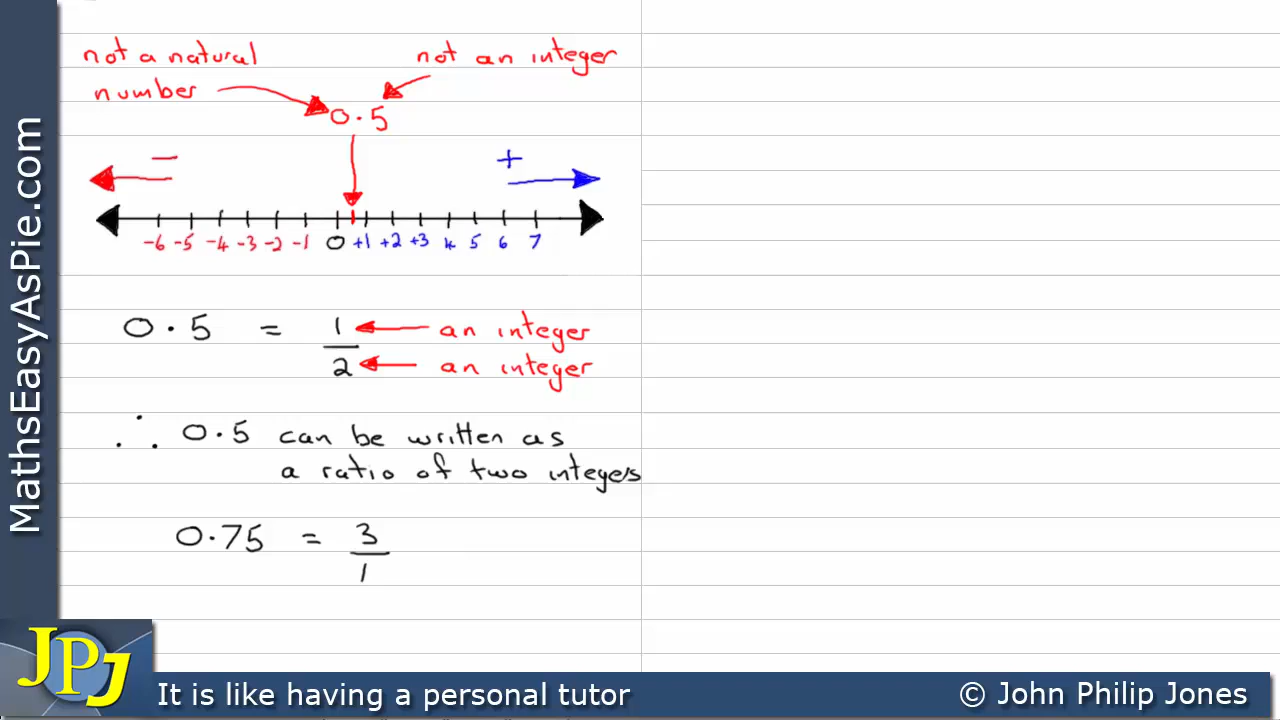 not a natural
number
not an integer
0.5
−
+
-6 -5 -4 -3 -2 -1 0 +1 +2 +3 4 5 6 7
0.5 = 1 an integer
2 an integer
∴ 0.5 can be written as
a ratio of two integers
0.75 = 3
1
MathsEasyAsPie.com
JPJ
It is like having a personal tutor
© John Philip Jones